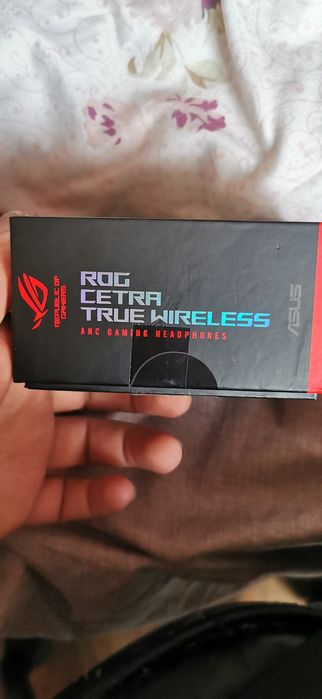 REPUBLIC OF
GAMERS
ROG
CETRA
TRUE WIRELESS
ANC GAMING HEADPHONES
ASUS